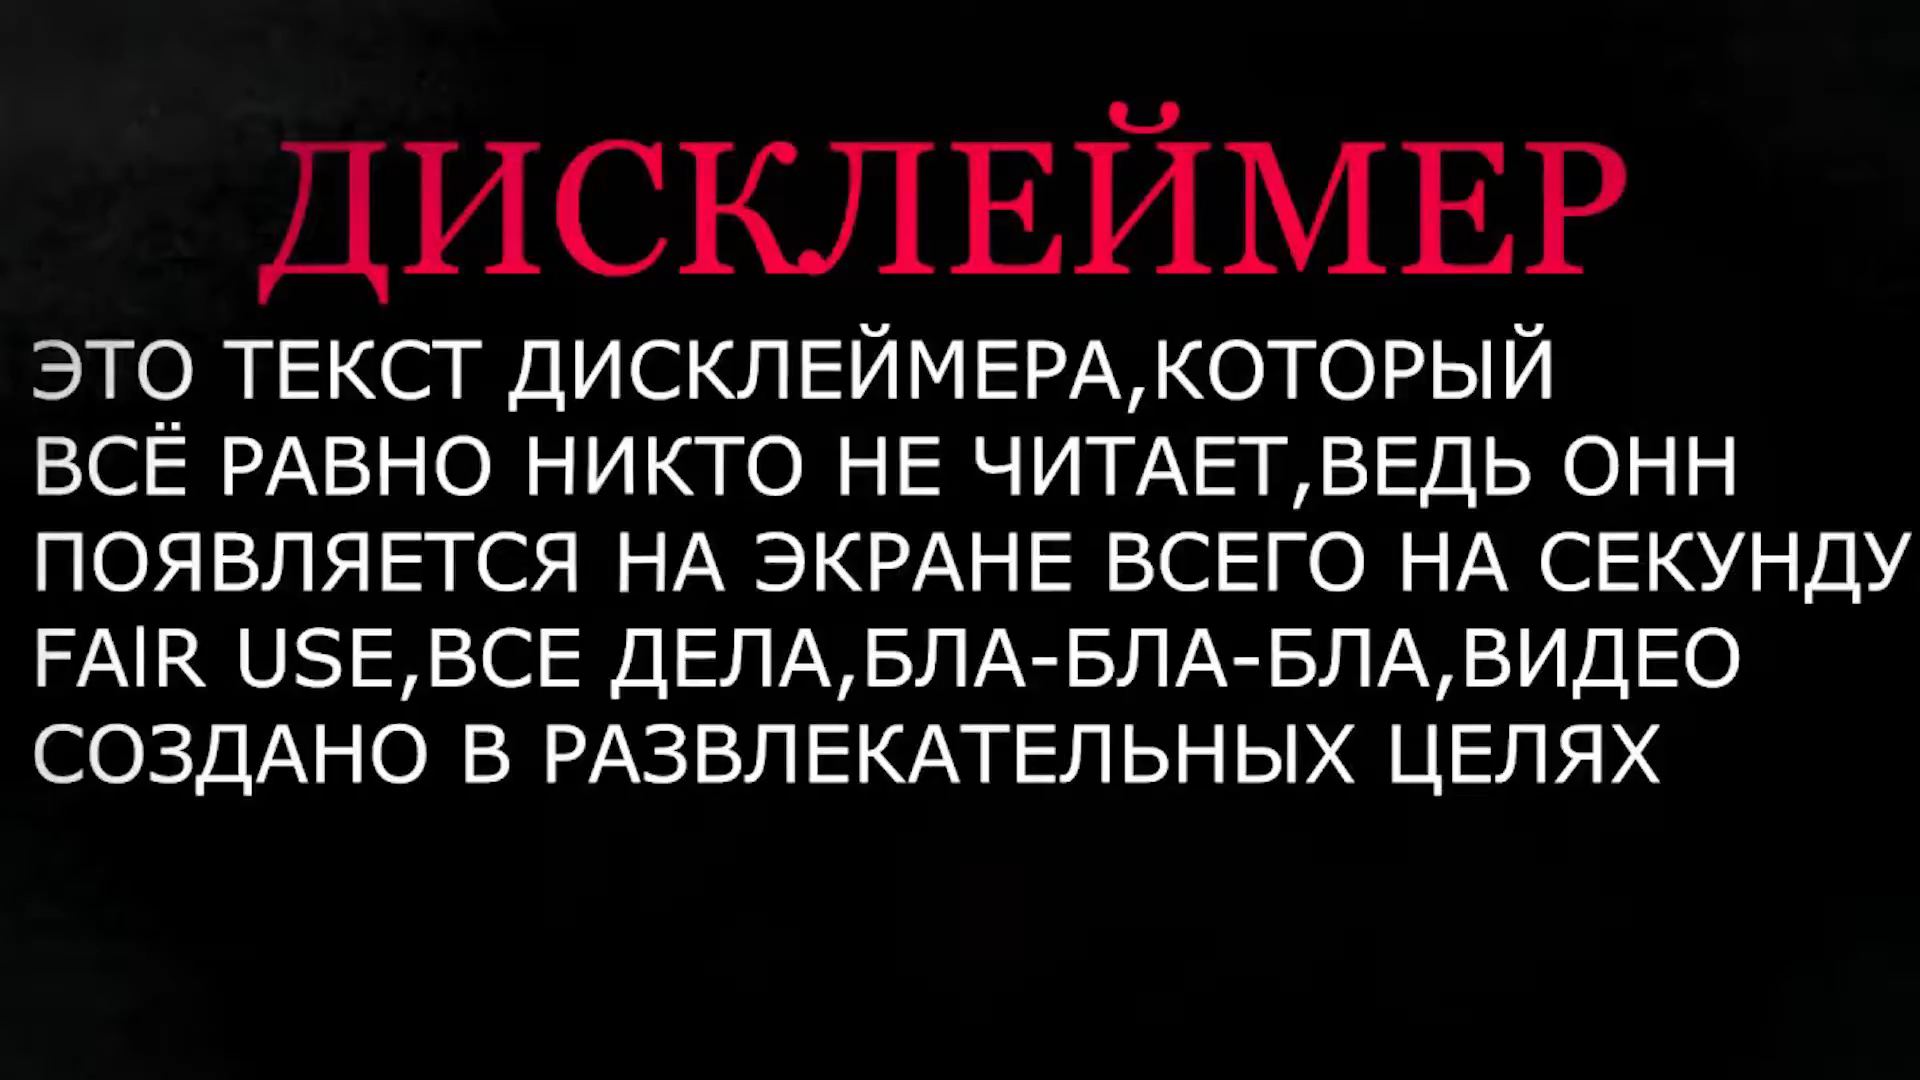 ДИСКЛЕЙМЕР
ЭТО ТЕКСТ ДИСКЛЕЙМЕРА,КОТОРЫЙ
ВСЁ РАВНО НИКТО НЕ ЧИТАЕТ,ВЕДЬ ОНН
ПОЯВЛЯЕТСЯ НА ЭКРАНЕ ВСЕГО НА СЕКУНДУ
FAIR USE,ВСЕ ДЕЛА,БЛА-БЛА-БЛА,ВИДЕО
СОЗДАНО В РАЗВЛЕКАТЕЛЬНЫХ ЦЕЛЯХ